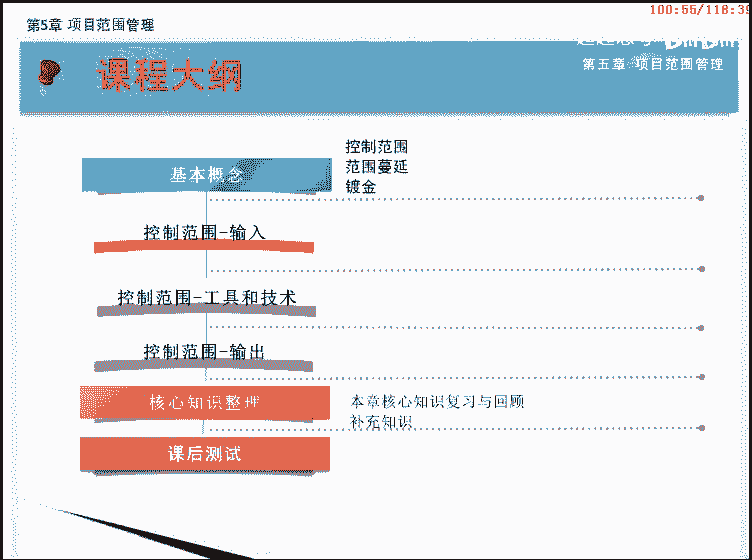 100:55/118:39
第5章 项目范围管理
课程大纲
第五章 项目范围管理
基本概念
控制范围
范围蔓延
镀金
控制范围-输入
控制范围-工具和技术
控制范围-输出
核心知识整理
本章核心知识复习与回顾
补充知识
课后测试